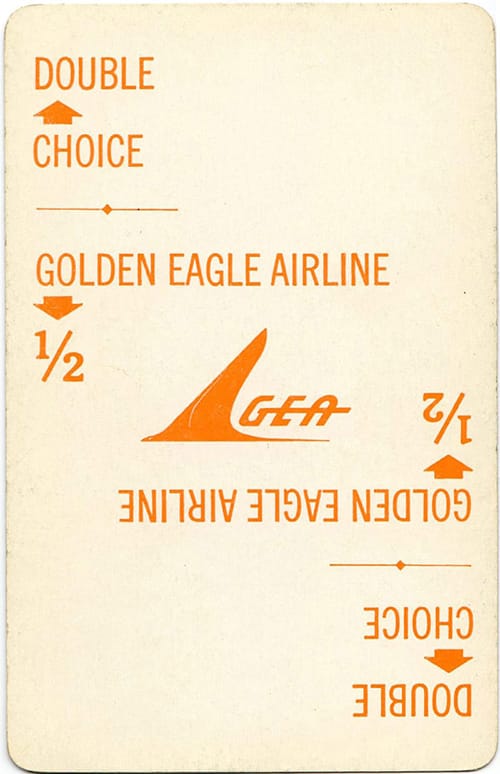 DOUBLE
CHOICE
GOLDEN EAGLE AIRLINE
1/2
GEA
1/2
GOLDEN EAGLE AIRLINE
CHOICE
DOUBLE